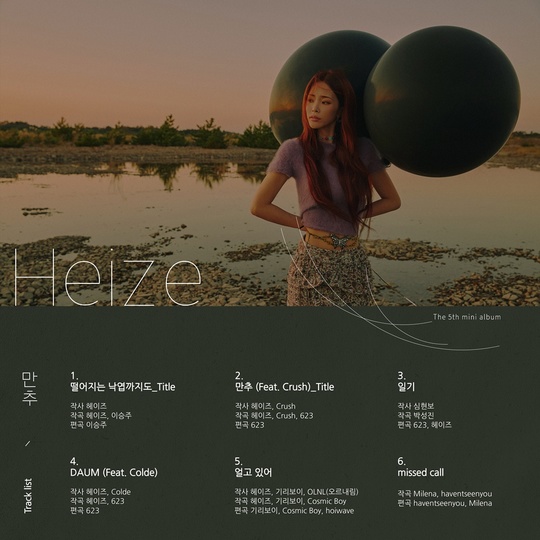 Heize
The 5th mini album
만추
/
Track list
1.
떨어지는 낙엽까지도_Title
작사 헤이즈
작곡 헤이즈, 이승주
편곡 이승주
2.
만추 (Feat. Crush)_Title
작사 헤이즈, Crush
작곡 헤이즈, Crush, 623
편곡 623
3.
일기
작사 심현보
작곡 박성진
편곡 623, 헤이즈
4.
DAUM (Feat. Colde)
작사 헤이즈, Colde
작곡 헤이즈, 623
편곡 623
5.
얼고 있어
작사 헤이즈, 기리보이, OLNL(오르내림)
작곡 헤이즈, 기리보이, Cosmic Boy
편곡 기리보이, Cosmic Boy, hoiwave
6.
missed call
작곡 Milena, haventseenyou
편곡 haventseenyou, Milena